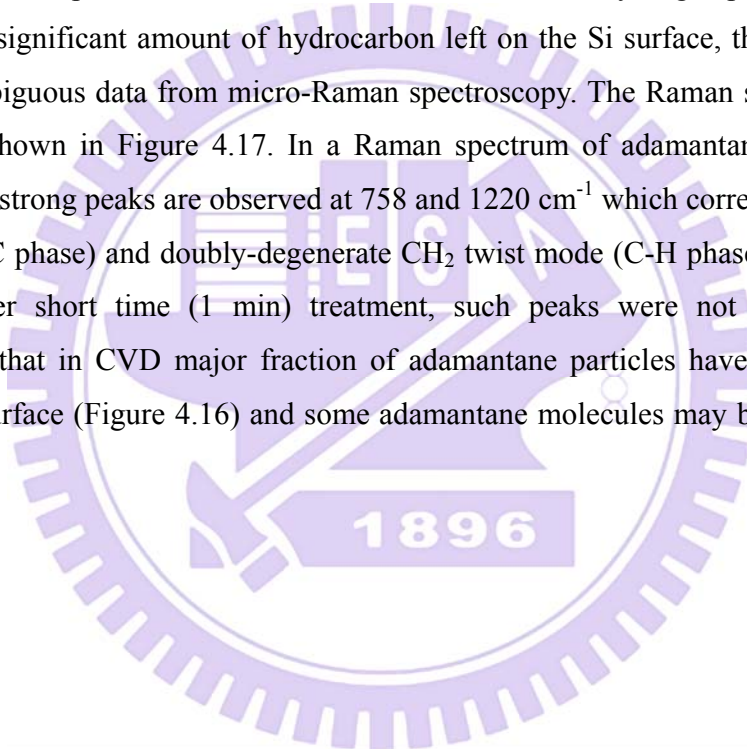 significant amount of hydrocarbon left on the Si surface, th
biguous data from micro-Raman spectroscopy. The Raman s
hown in Figure 4.17. In a Raman spectrum of adamantan
strong peaks are observed at 758 and 1220 cm-1 which corre
C phase) and doubly-degenerate CH2 twist mode (C-H phase
er short time (1 min) treatment, such peaks were not
that in CVD major fraction of adamantane particles have
urface (Figure 4.16) and some adamantane molecules may b
E S A
1896